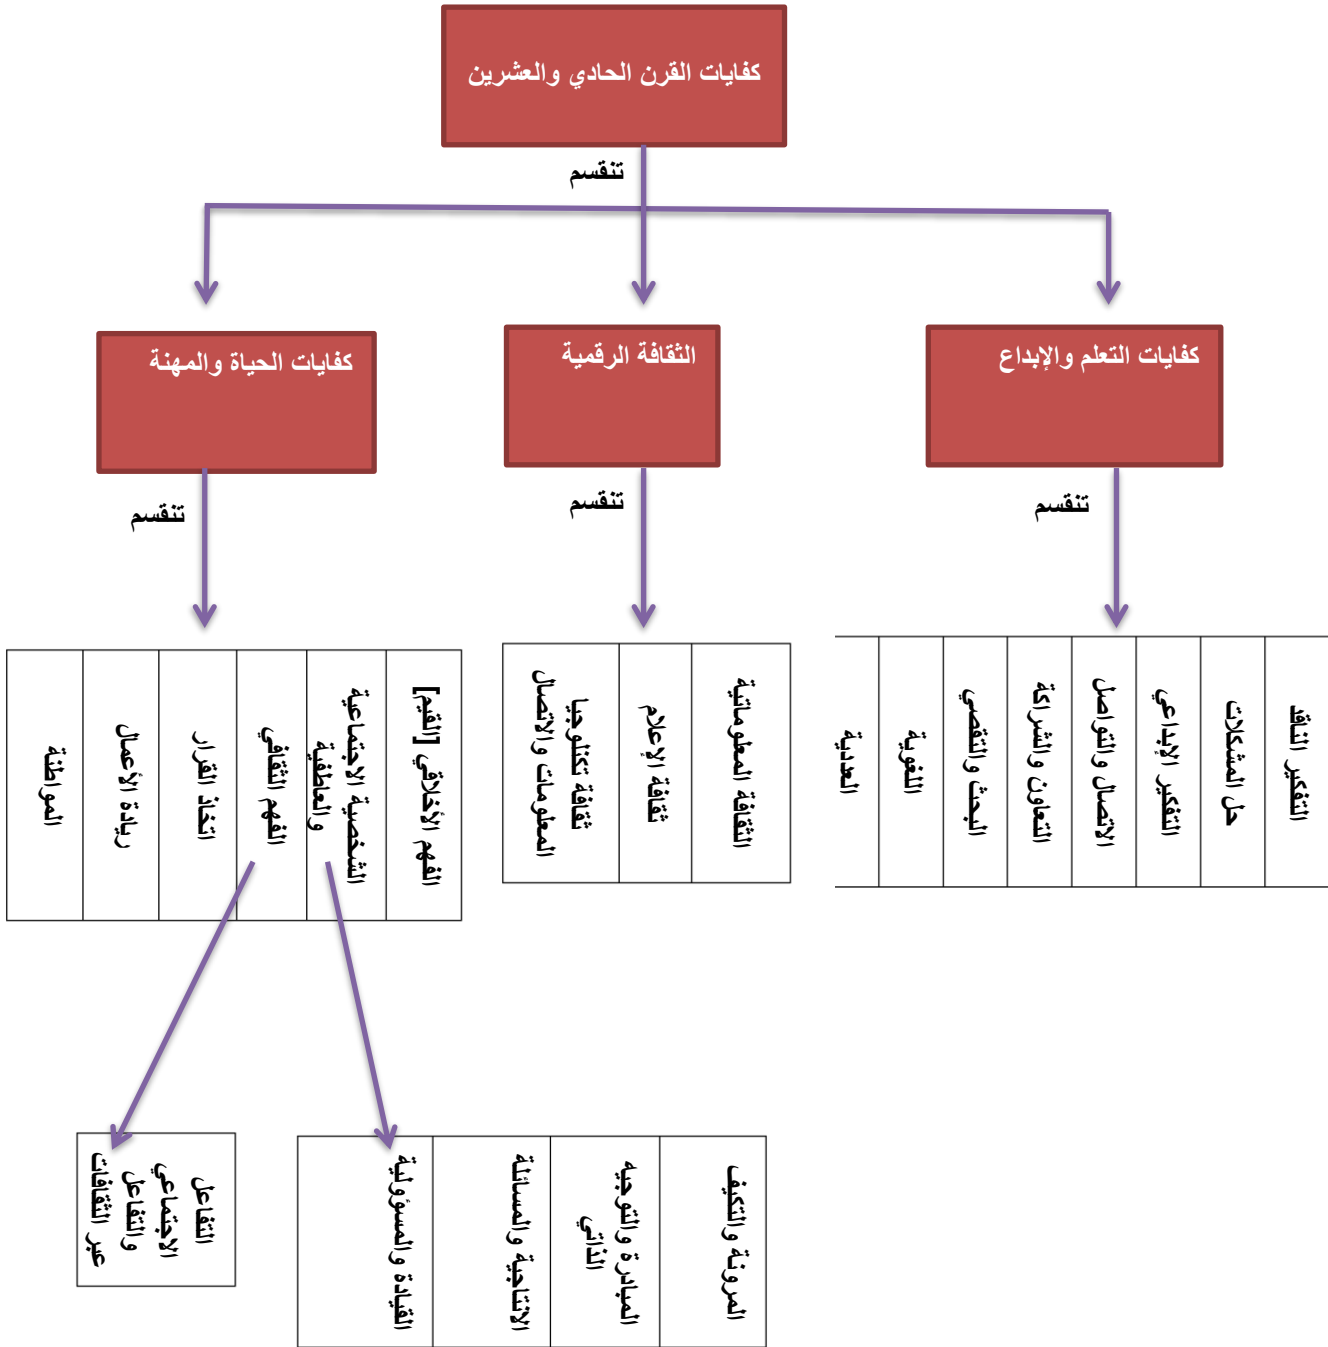 كفايات القرن الحادي والعشرين
تنقسم
كفايات التعلم والإبداع
الثقافة الرقمية
كفايات الحياة والمهنة
تنقسم
تنقسم
تنقسم
التفكير الناقد
حل المشكلات
التفكير الإبداعي
الاتصال والتواصل
التعاون والشراكة
البحث والتقصي
اللغوية
العددية
الثقافة المعلوماتية
ثقافة الإعلام
ثقافة تكنلوجيا
المعلومات والاتصال
الفهم الأخلاقي [القيم]
الشخصية الاجتماعية
والعاطفية
الفهم الثقافي
اتخاذ القرار
ريادة الأعمال
المواطنة
المرونة والتكيف
المبادرة والتوجيه
الذاتي
الانتاجية والمسائلة
القيادة والمسؤولية
التفاعل
الاجتماعي
والتفاعل
عبر الثقافات